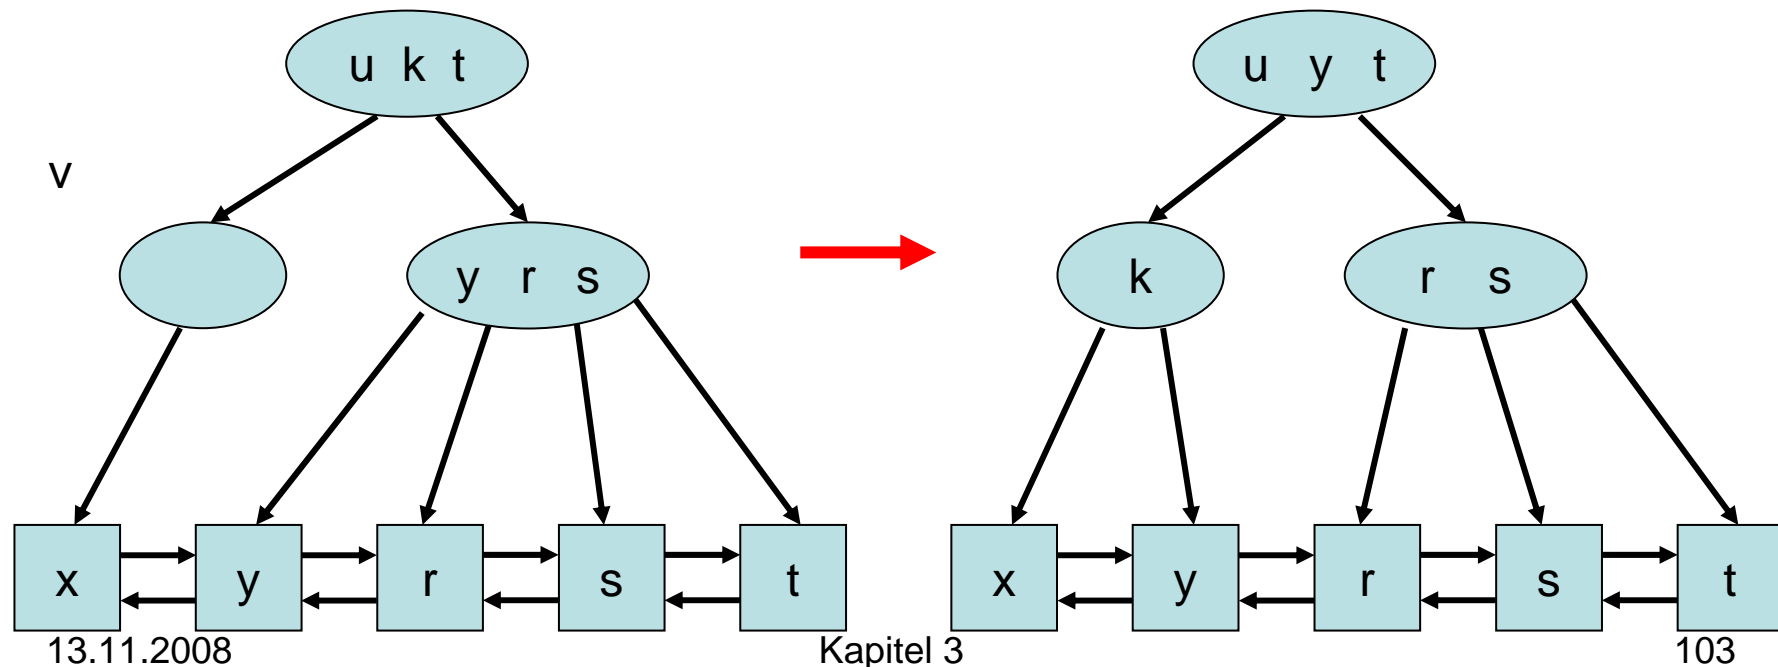 u k t
u y t
v
y r s
k
r s
x y r s t
x y r s t
13.11.2008 Kapitel 3 103